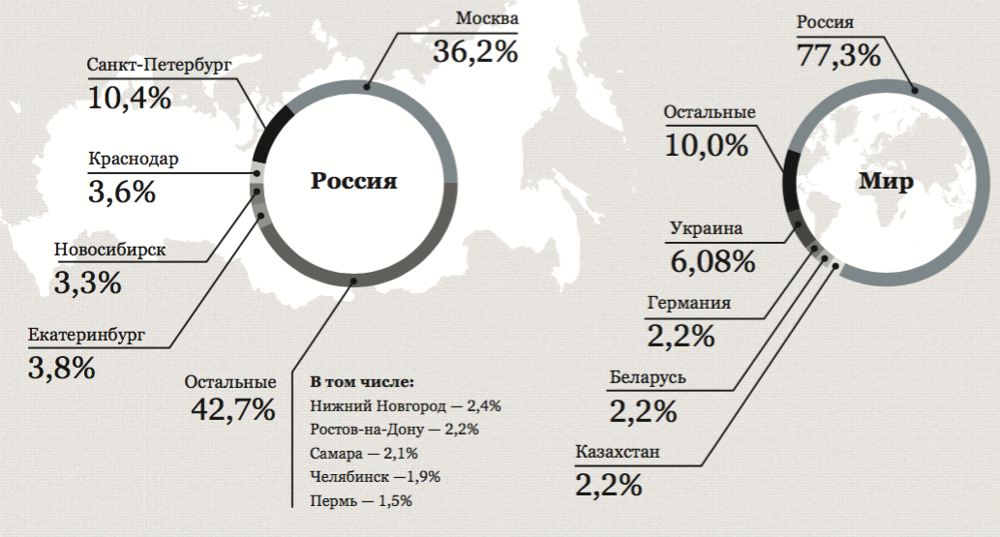 Москва
36,2%
Санкт-Петербург
10,4%
Краснодар
3,6%
Новосибирск
3,3%
Екатеринбург
3,8%
Остальные
42,7%
В том числе:
Нижний Новгород — 2,4%
Ростов-на-Дону — 2,2%
Самара — 2,1%
Челябинск —1,9%
Пермь — 1,5%
Россия
Россия
77,3%
Остальные
10,0%
Украина
6,08%
Германия
2,2%
Беларусь
2,2%
Казахстан
2,2%
Мир